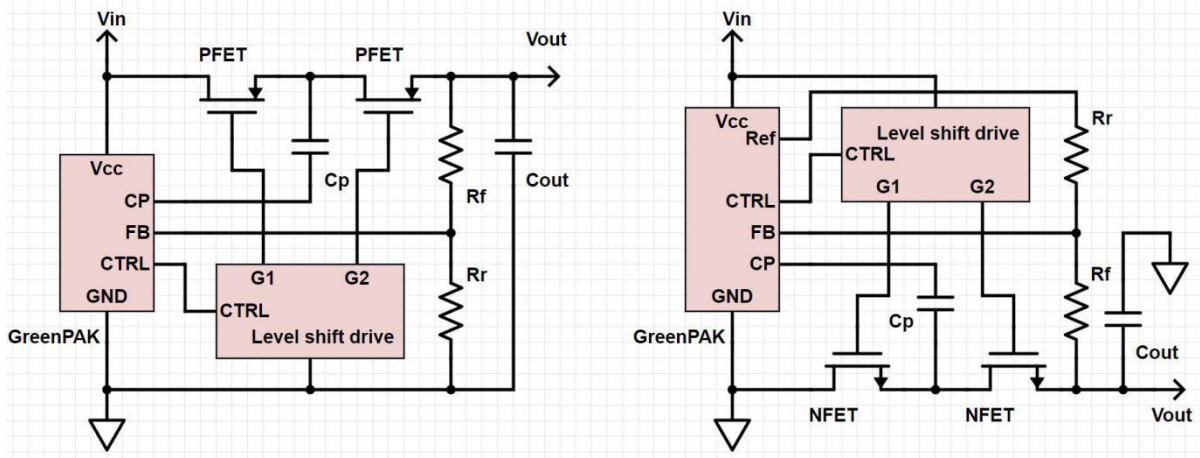 Vin
PFET
PFET
Vout
Vcc
CP
FB
CTRL
GND
GreenPAK
Cp
Rf
Cout
Rr
G1
G2
CTRL
Level shift drive
Vin
Vcc
Ref
CTRL
FB
CP
GND
GreenPAK
Level shift drive
CTRL
G1
G2
Rr
Rf
Cp
Cout
NFET
NFET
Vout